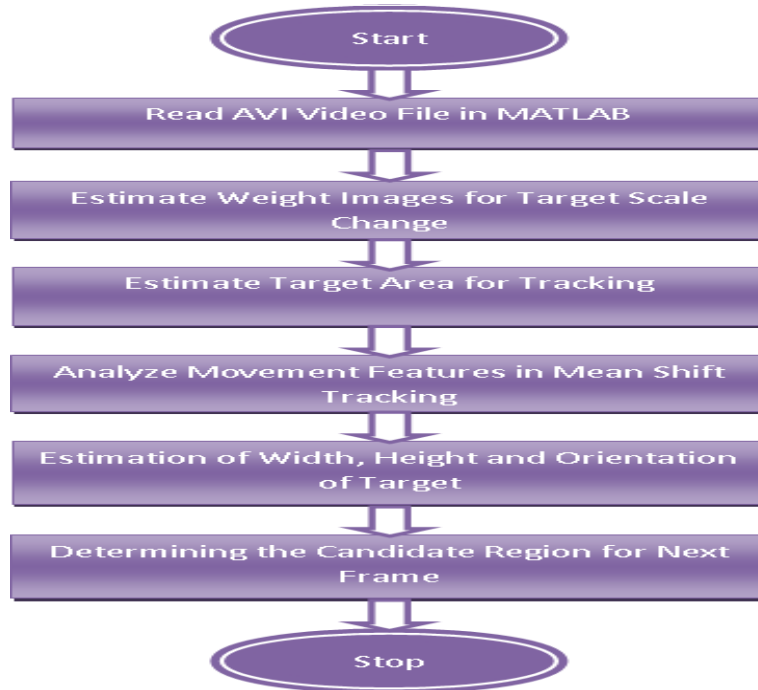 Start
Read AVI Video File in MATLAB
Estimate Weight Images for Target Scale
Change
Estimate Target Area for Tracking
Analyze Movement Features in Mean Shift
Tracking
Estimation of Width, Height and Orientation
of Target
Determining the Candidate Region for Next
Frame
Stop